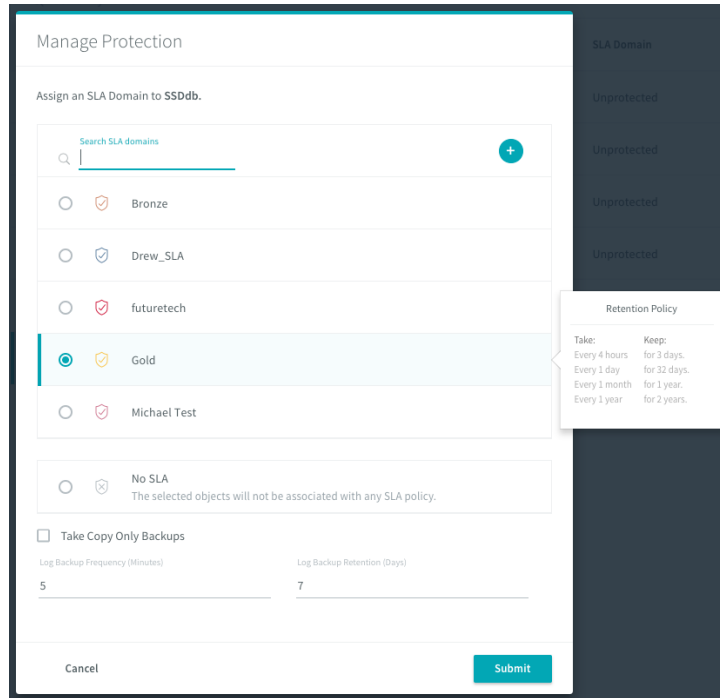 Manage Protection
SLA Domain
Assign an SLA Domain to SSDdb.
Unprotected
Search SLA domains
+
Unprotected
Bronze
Unprotected
Drew_SLA
Unprotected
futuretech
Gold
Michael Test
Retention Policy
Take: Keep:
Every 4 hours for 3 days.
Every 1 day for 32 days.
Every 1 month for 1 year.
Every 1 year for 2 years.
No SLA
The selected objects will not be associated with any SLA policy.
Take Copy Only Backups
Log Backup Frequency (Minutes) Log Backup Retention (Days)
5 7
Cancel Submit